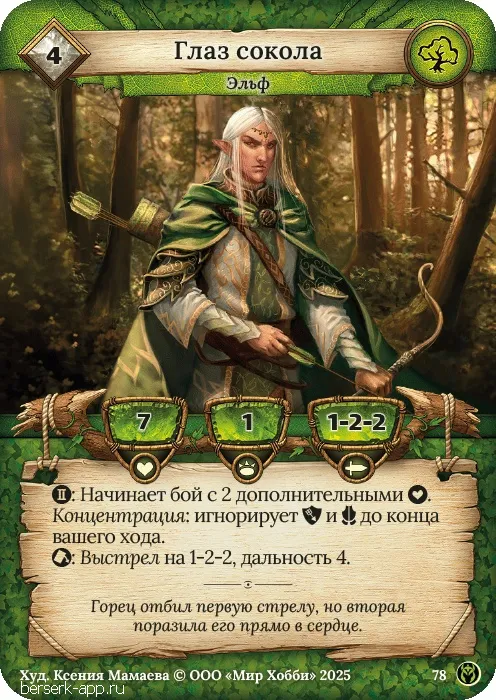 4
Глаз сокола
Эльф
7
1
1-2-2
: Начинает бой с 2 дополнительными .
Концентрация: игнорирует и до конца
вашего хода.
: Выстрел на 1-2-2, дальность 4.
Горец отбил первую стрелу, но вторая
поразила его прямо в сердце.
Худ. Ксения Мамаева © ООО «Мир Хобби» 2025
78
berserk-app.ru